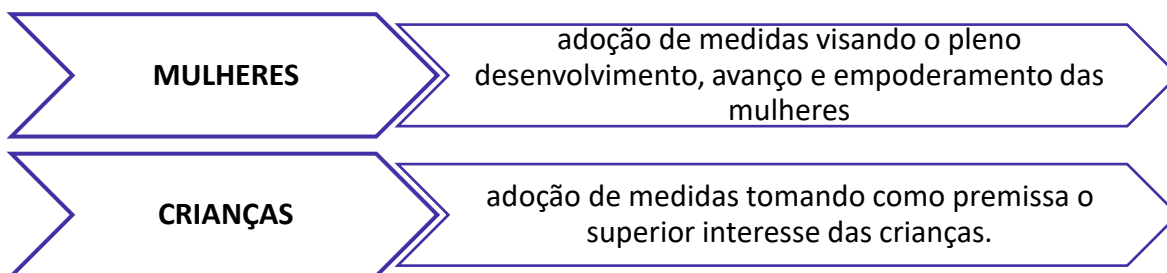 MULHERES
adoção de medidas visando o pleno
desenvolvimento, avanço e empoderamento das
mulheres
CRIANÇAS
adoção de medidas tomando como premissa o
superior interesse das crianças.